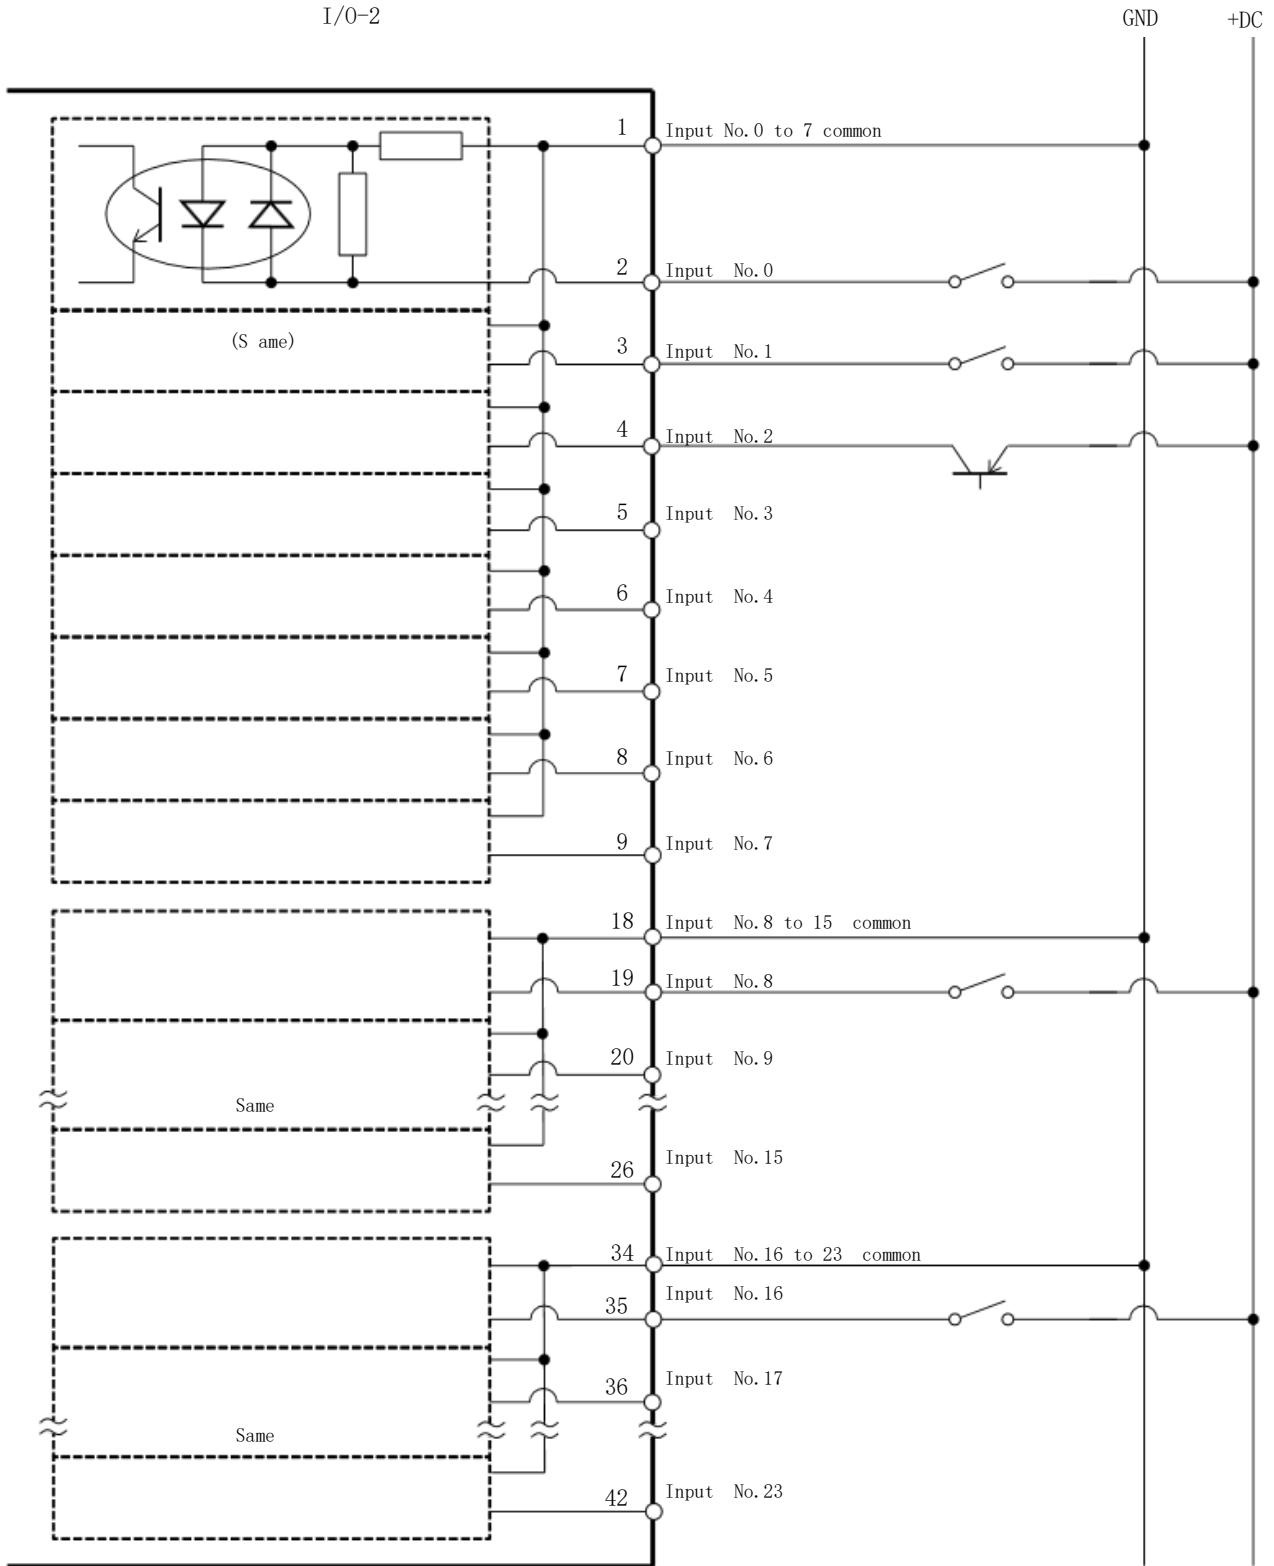 I/O-2
GND
+DC
1 Input No.0 to 7 common
2 Input No.0
(S ame)
3 Input No.1
4 Input No.2
5 Input No.3
6 Input No.4
7 Input No.5
8 Input No.6
9 Input No.7
18 Input No.8 to 15 common
19 Input No.8
20 Input No.9
Same
26 Input No.15
34 Input No.16 to 23 common
35 Input No.16
36 Input No.17
Same
42 Input No.23